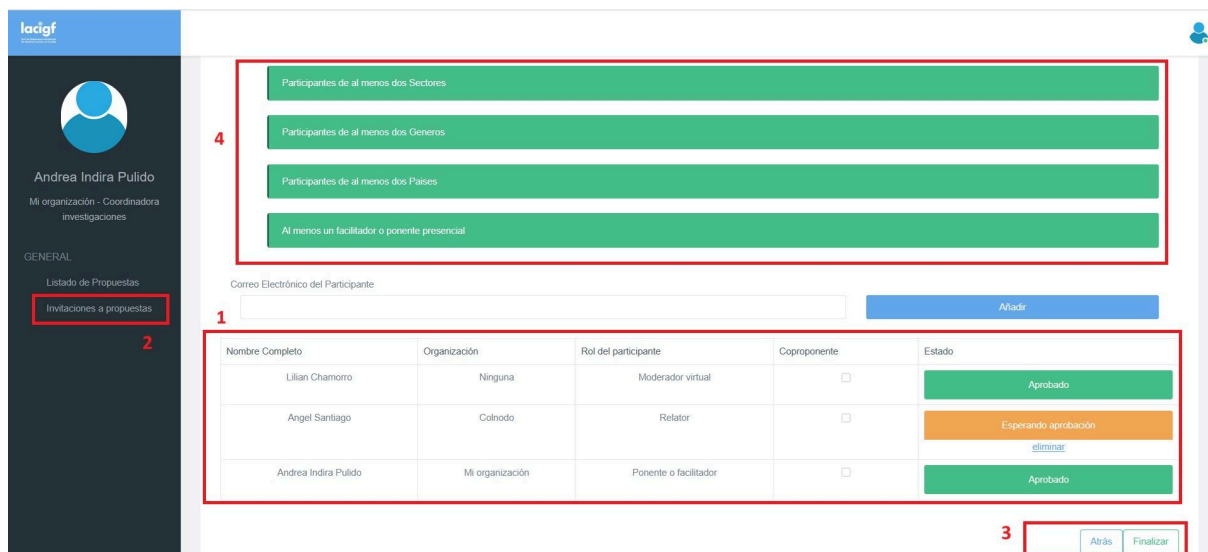 lacigf
Andrea Indira Pulido
Mi organización - Coordinadora
investigaciones
GENERAL
Listado de Propuestas
Invitaciones a propuestas
2
4
Participantes de al menos dos Sectores
Participantes de al menos dos Generos
Participantes de al menos dos Paises
Al menos un facilitador o ponente presencial
Correo Electrónico del Participante
Añadir
1
Nombre Completo Organización Rol del participante Coproponente Estado
Lilian Chamorro Ninguna Moderador virtual Aprobado
Angel Santiago Colnodo Relator Esperando aprobación
eliminar
Andrea Indira Pulido Mi organización Ponente o facilitador Aprobado
3
Atrás Finalizar